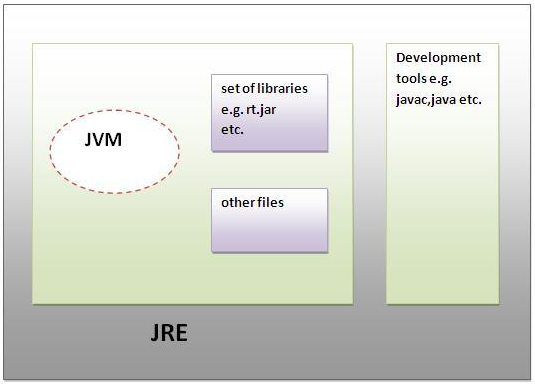 JVM
set of libraries
e.g. rt.jar
etc.
other files
Development
tools e.g.
javac,java etc.
JRE